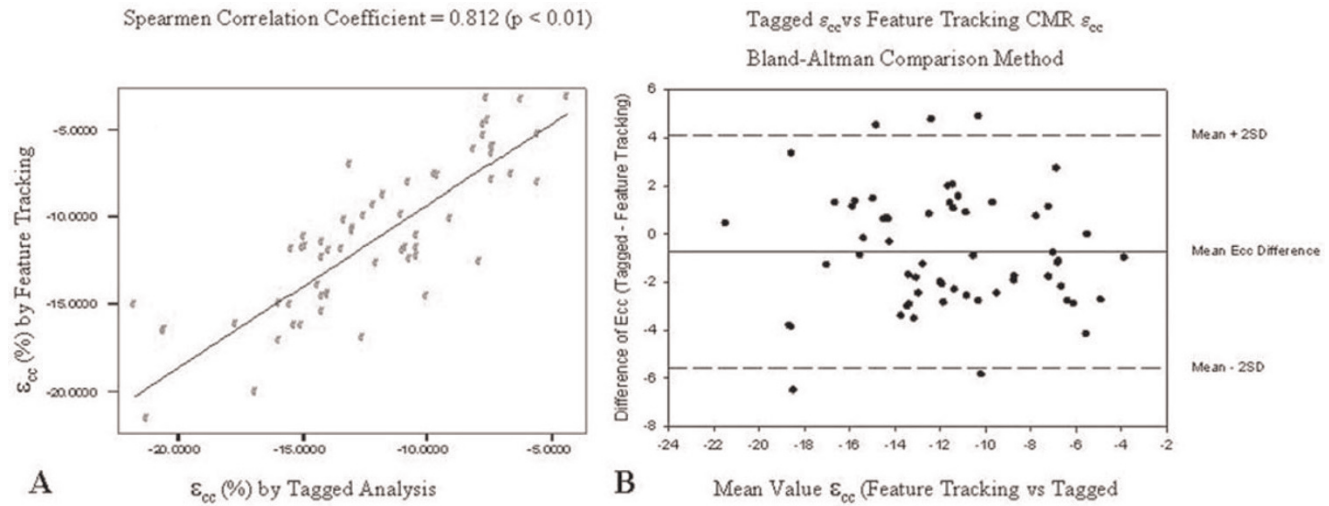 Spearmen Correlation Coefficient = 0.812 (p < 0.01)
-5.0000
-10.0000
-15.0000
-20.0000
εcc (%) by Feature Tracking
-20.0000 -15.0000 -10.0000 -5.0000
A
εcc (%) by Tagged Analysis
Tagged εcc vs Feature Tracking CMR εcc
Bland-Altman Comparison Method
6
4
2
0
-2
-4
-6
-8
Difference of Ecc (Tagged - Feature Tracking)
Mean + 2SD
Mean Ecc Difference
Mean - 2SD
-24 -22 -20 -18 -16 -14 -12 -10 -8 -6 -4 -2
B
Mean Value εcc (Feature Tracking vs Tagged